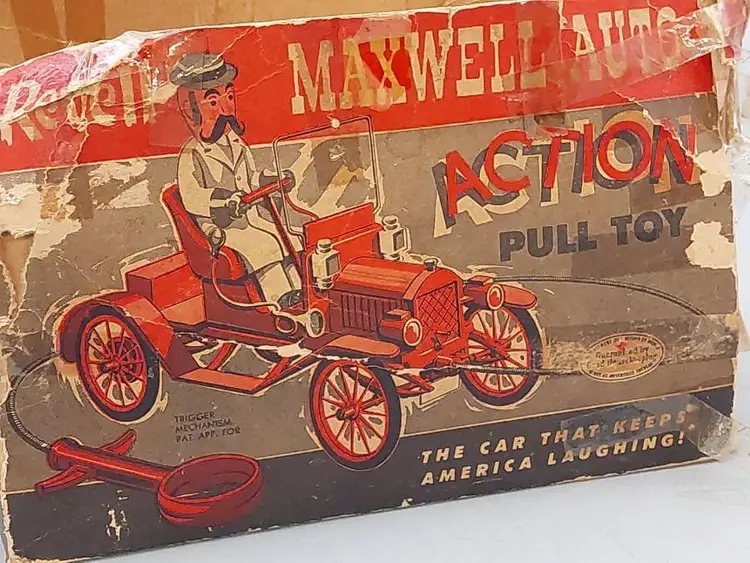 Revell
MAXWELL AUTO
ACTION
PULL TOY
TRIGGER
MECHANISM
PAT. APP. FOR
THE CAR THAT KEEPS
AMERICA LAUGHING!